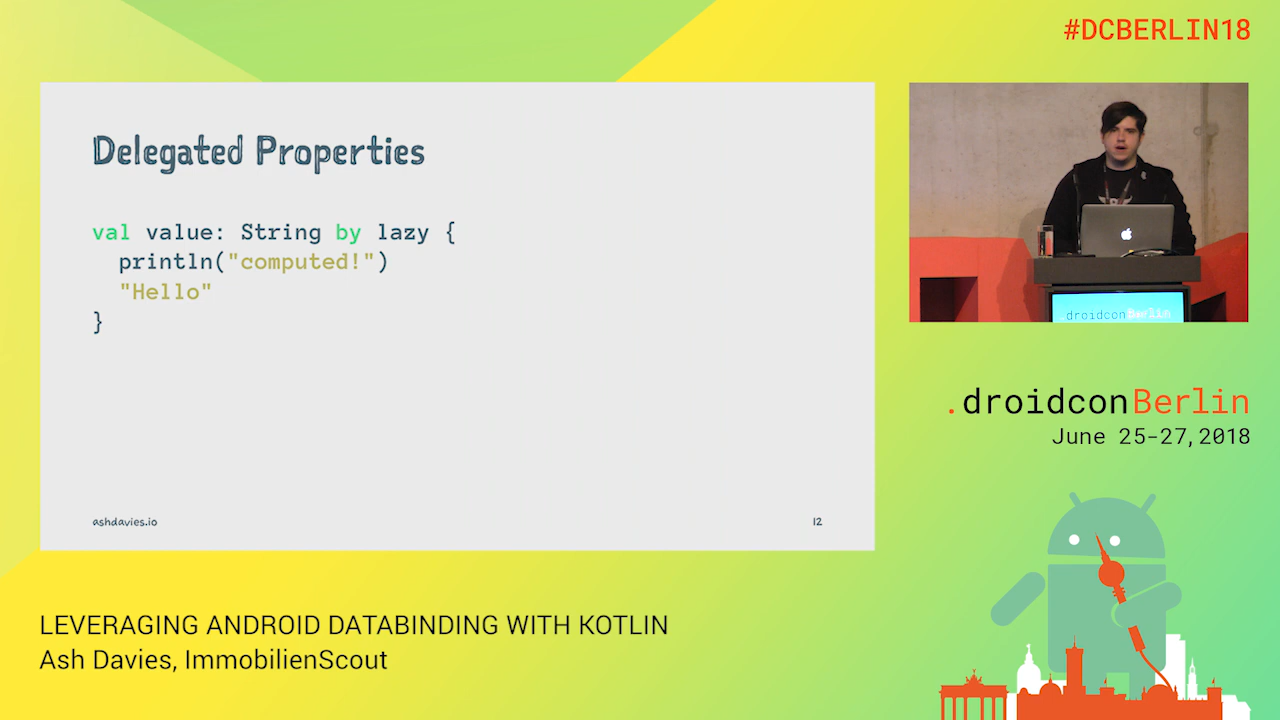 #DCBERLIN18
Delegated Properties
val value: String by lazy {
  println("computed!")
  "Hello"
}
ashdavies.io
12
.droidconBerlin
.droidconBerlin
June 25-27, 2018
LEVERAGING ANDROID DATABINDING WITH KOTLIN
Ash Davies, ImmobilienScout